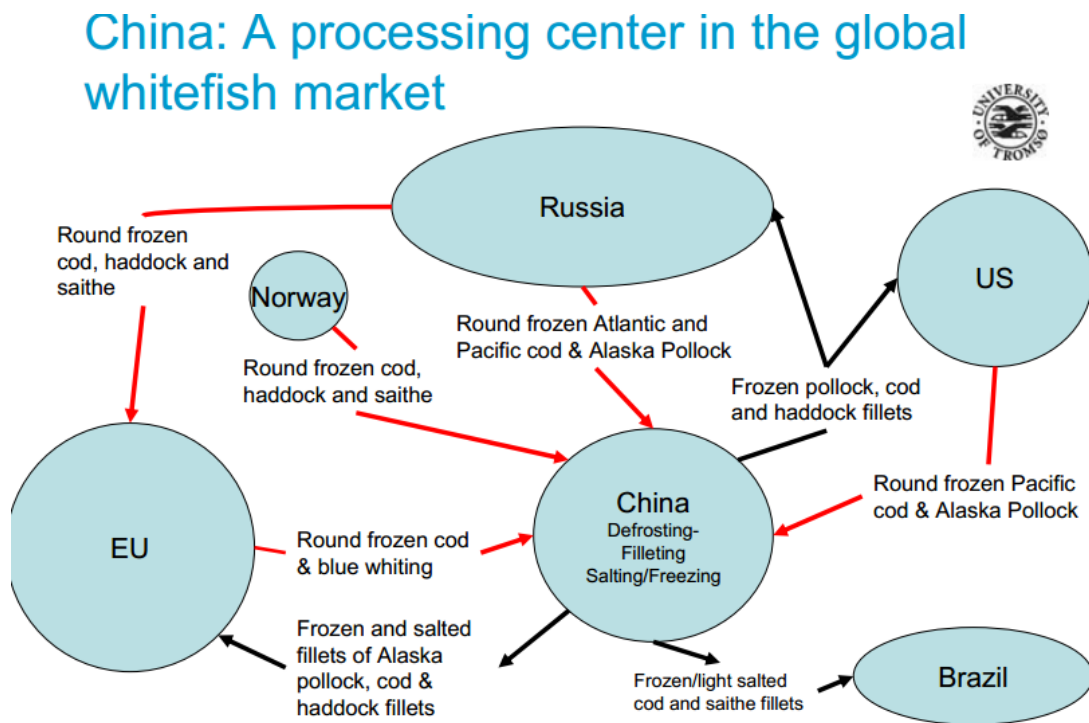 China: A processing center in the global
whitefish market
UNIVERSITY
OF TROMSØ
Russia
US
Round frozen
cod, haddock and
saithe
Norway
Round frozen Atlantic and
Pacific cod & Alaska Pollock
Round frozen cod,
haddock and saithe
Frozen pollock, cod
and haddock fillets
Round frozen Pacific
cod & Alaska Pollock
China
Defrosting-
Filleting
Salting/Freezing
EU
Round frozen cod
& blue whiting
Frozen and salted
fillets of Alaska
pollock, cod &
haddock fillets
Frozen/light salted
cod and saithe fillets
Brazil